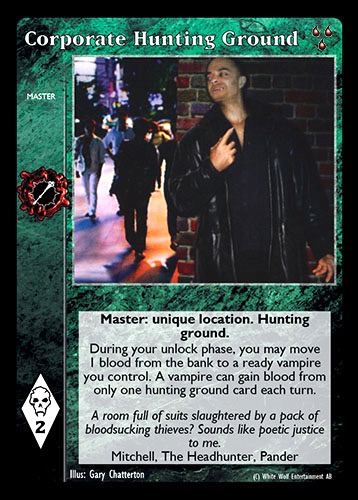 Corporate Hunting Ground
MASTER
Master: unique location. Hunting
ground.
During your unlock phase, you may move
1 blood from the bank to a ready vampire
you control. A vampire can gain blood from
only one hunting ground card each turn.
A room full of suits slaughtered by a pack of
bloodsucking thieves? Sounds like poetic justice
to me.
Mitchell, The Headhunter, Pander
2
Illus: Gary Chatterton
(C) White Wolf Entertainment AB